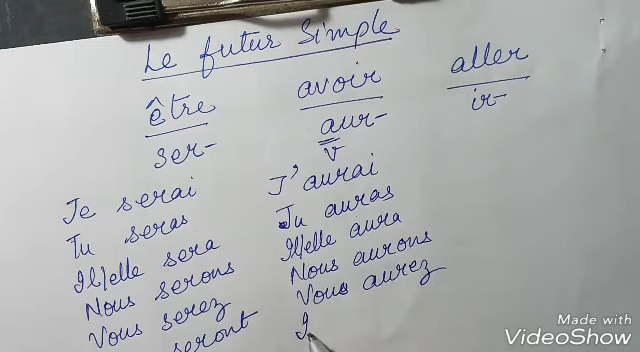 Le futur simple
être avoir aller
ser- aur- ir-
v
Je serai J'aurai
Tu seras Tu auras
Il/elle sera Il/elle aura
Nous serons Nous aurons
Vous serez Vous aurez
seront I
Made with
VideoShow